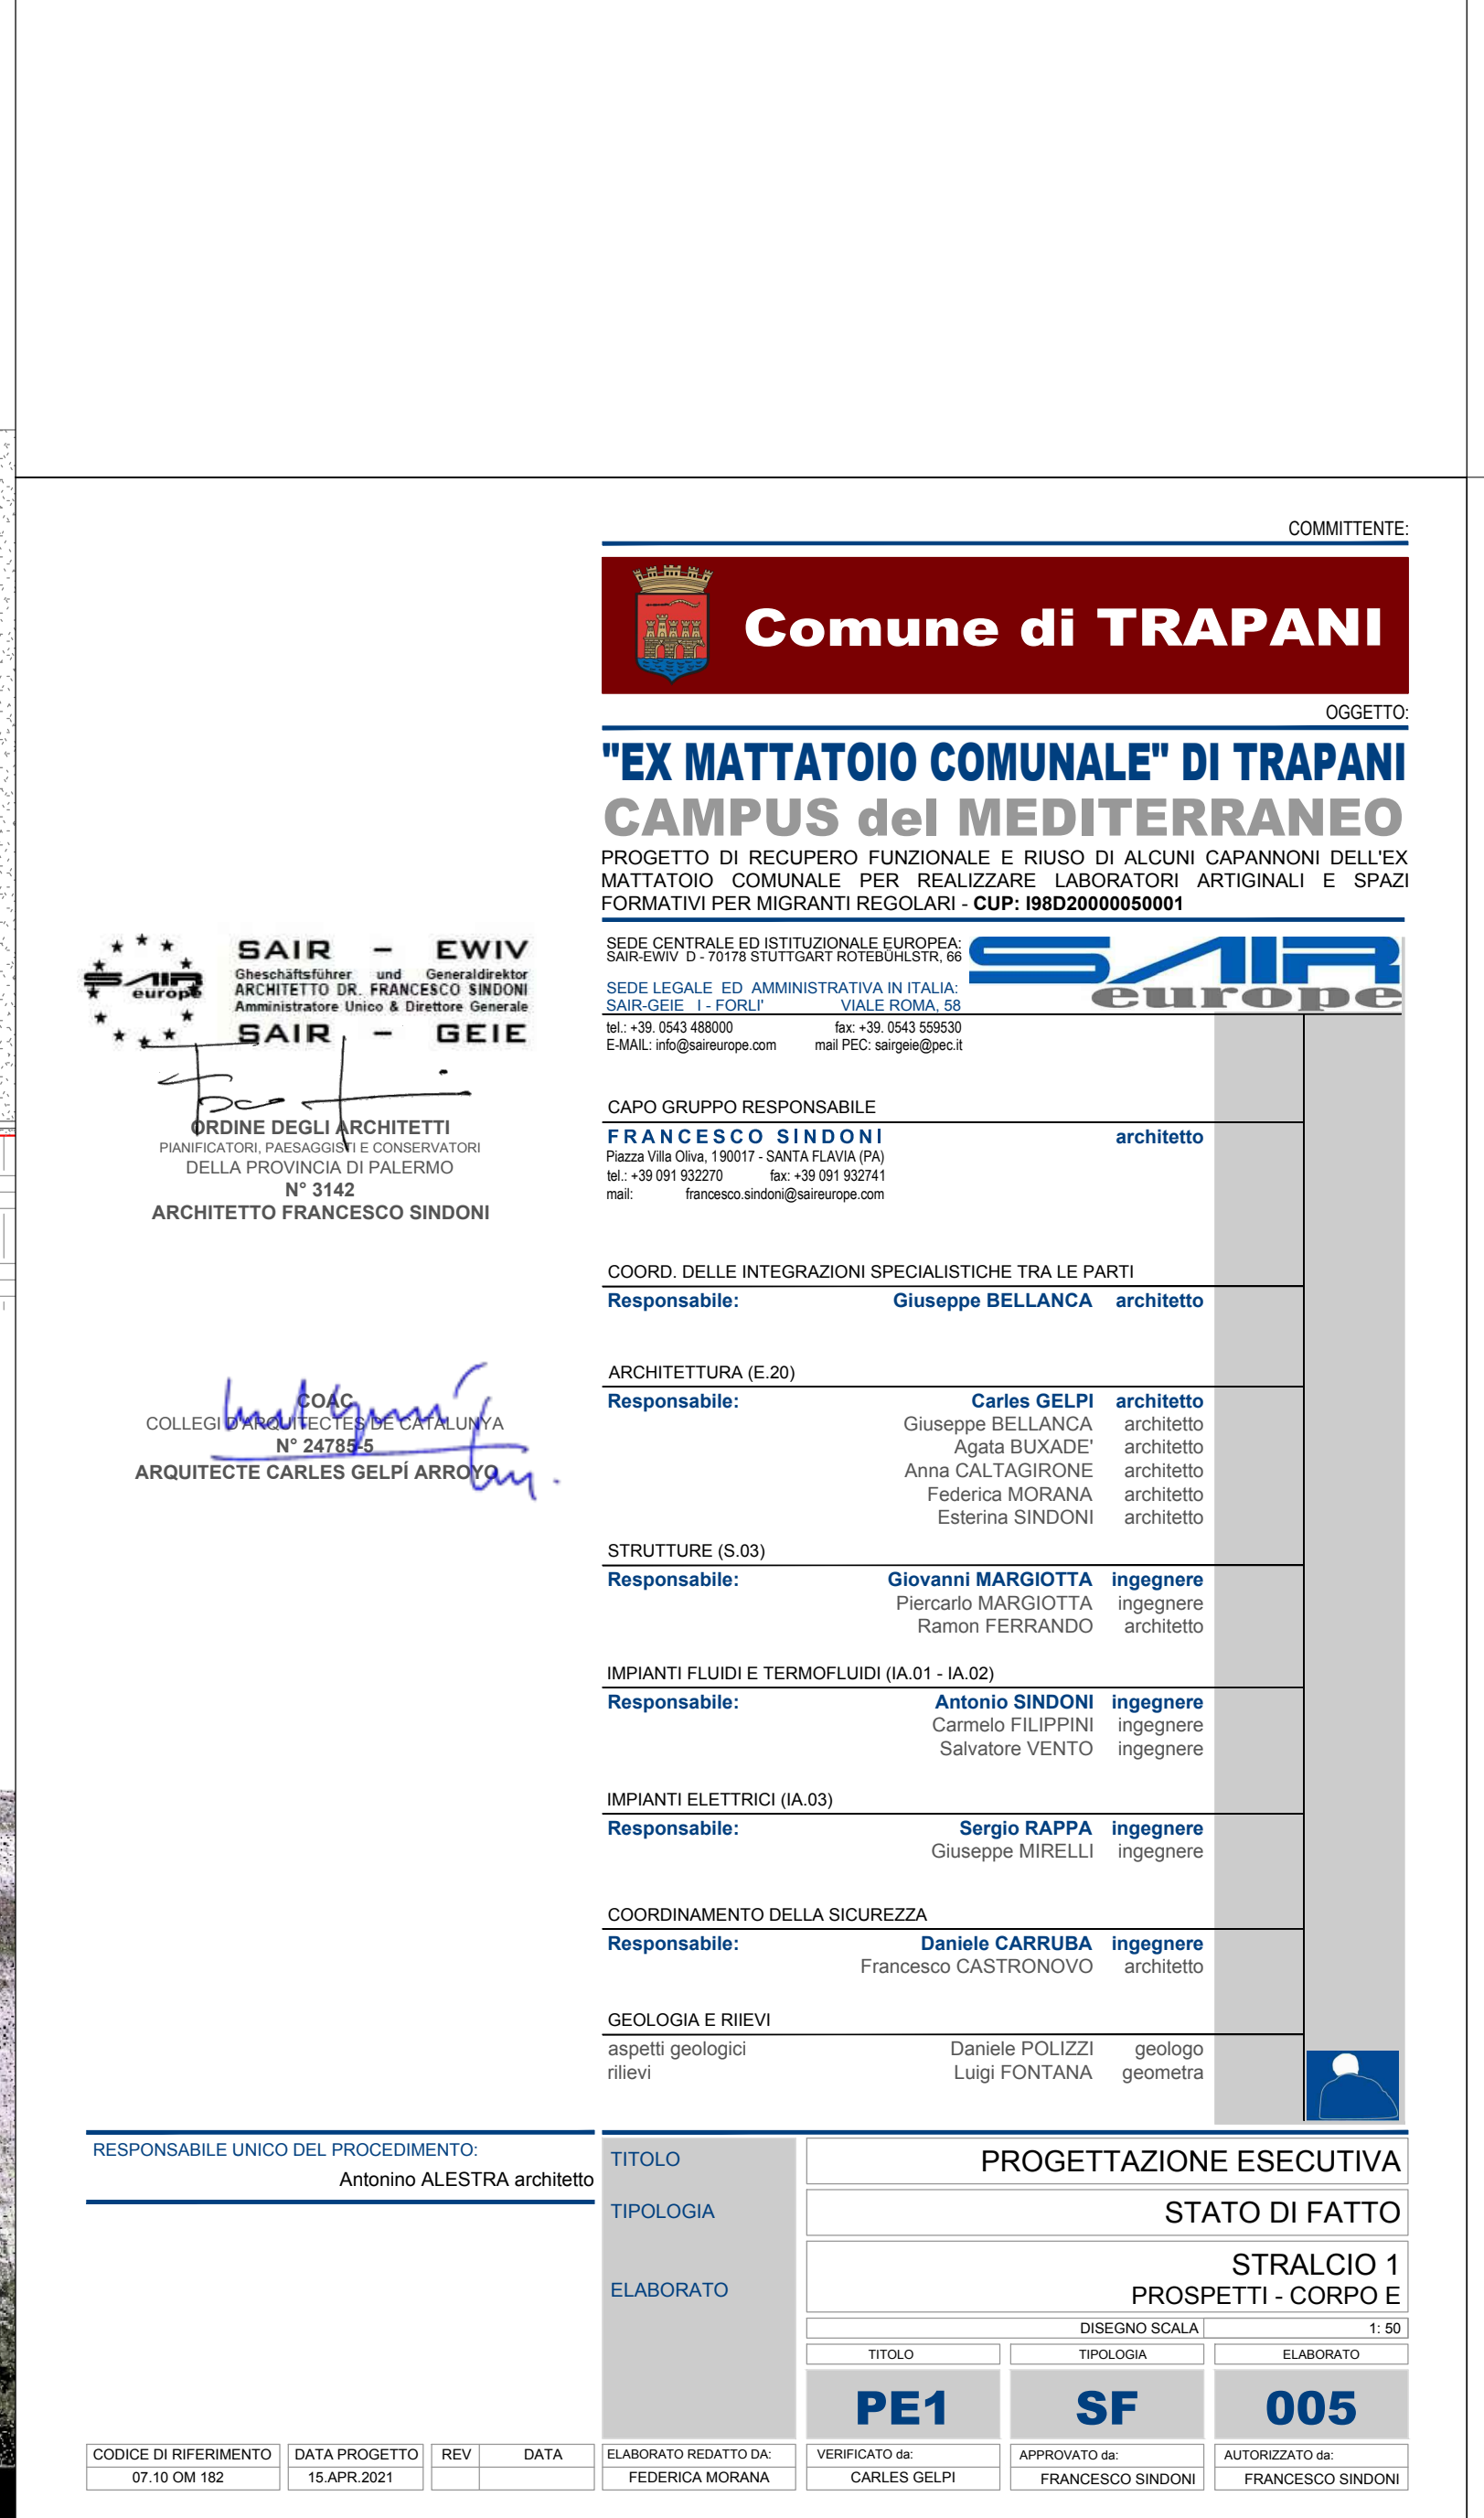 COMMITTENTE:
Comune di TRAPANI
OGGETTO:
"EX MATTATOIO COMUNALE" DI TRAPANI
CAMPUS del MEDITERRANEO
PROGETTO DI RECUPERO FUNZIONALE E RIUSO DI ALCUNI CAPANNONI DELL'EX
MATTATOIO COMUNALE PER REALIZZARE LABORATORI ARTIGINALI E SPAZI
FORMATIVI PER MIGRANTI REGOLARI - CUP: I98D20000050001
SAIR europe
SAIR - EWIV
Gheschäftsführer und Generaldirektor
ARCHITETTO DR. FRANCESCO SINDONI
Amministratore Unico & Direttore Generale
SAIR - GEIE
ORDINE DEGLI ARCHITETTI
PIANIFICATORI, PAESAGGISTI E CONSERVATORI
DELLA PROVINCIA DI PALERMO
N° 3142
ARCHITETTO FRANCESCO SINDONI
COAC
COLLEGI D'ARQUITECTES DE CATALUNYA
N° 24785-5
ARQUITECTE CARLES GELPÍ ARROYO
SEDE CENTRALE ED ISTITUZIONALE EUROPEA:
SAIR-EWIV D - 70178 STUTTGART ROTEBÜHLSTR, 66
SEDE LEGALE ED AMMINISTRATIVA IN ITALIA:
SAIR-GEIE I - FORLI' VIALE ROMA, 58
tel.: +39. 0543 488000 fax: +39. 0543 559530
E-MAIL: info@saireurope.com mail PEC: sairgeie@pec.it
SAIR
europe
CAPO GRUPPO RESPONSABILE
FRANCESCO SINDONI architetto
Piazza Villa Oliva, 190017 - SANTA FLAVIA (PA)
tel.: +39 091 932270 fax: +39 091 932741
mail: francesco.sindoni@saireurope.com
COORD. DELLE INTEGRAZIONI SPECIALISTICHE TRA LE PARTI
Responsabile: Giuseppe BELLANCA architetto
ARCHITETTURA (E.20)
Responsabile: Carles GELPI architetto
Giuseppe BELLANCA architetto
Agata BUXADE' architetto
Anna CALTAGIRONE architetto
Federica MORANA architetto
Esterina SINDONI architetto
STRUTTURE (S.03)
Responsabile: Giovanni MARGIOTTA ingegnere
Piercarlo MARGIOTTA ingegnere
Ramon FERRANDO architetto
IMPIANTI FLUIDI E TERMOFLUIDI (IA.01 - IA.02)
Responsabile: Antonio SINDONI ingegnere
Carmelo FILIPPINI ingegnere
Salvatore VENTO ingegnere
IMPIANTI ELETTRICI (IA.03)
Responsabile: Sergio RAPPA ingegnere
Giuseppe MIRELLI ingegnere
COORDINAMENTO DELLA SICUREZZA
Responsabile: Daniele CARRUBA ingegnere
Francesco CASTRONOVO architetto
GEOLOGIA E RIIEVI
aspetti geologici Daniele POLIZZI geologo
rilievi Luigi FONTANA geometra
RESPONSABILE UNICO DEL PROCEDIMENTO:
Antonino ALESTRA architetto
TITOLO PROGETTAZIONE ESECUTIVA
TIPOLOGIA STATO DI FATTO
ELABORATO STRALCIO 1
PROSPETTI - CORPO E
DISEGNO SCALA 1: 50
TITOLO TIPOLOGIA ELABORATO
PE1 SF 005
CODICE DI RIFERIMENTO DATA PROGETTO REV DATA ELABORATO REDATTO DA: VERIFICATO da: APPROVATO da: AUTORIZZATO da:
07.10 OM 182 15.APR.2021 FEDERICA MORANA CARLES GELPI FRANCESCO SINDONI FRANCESCO SINDONI